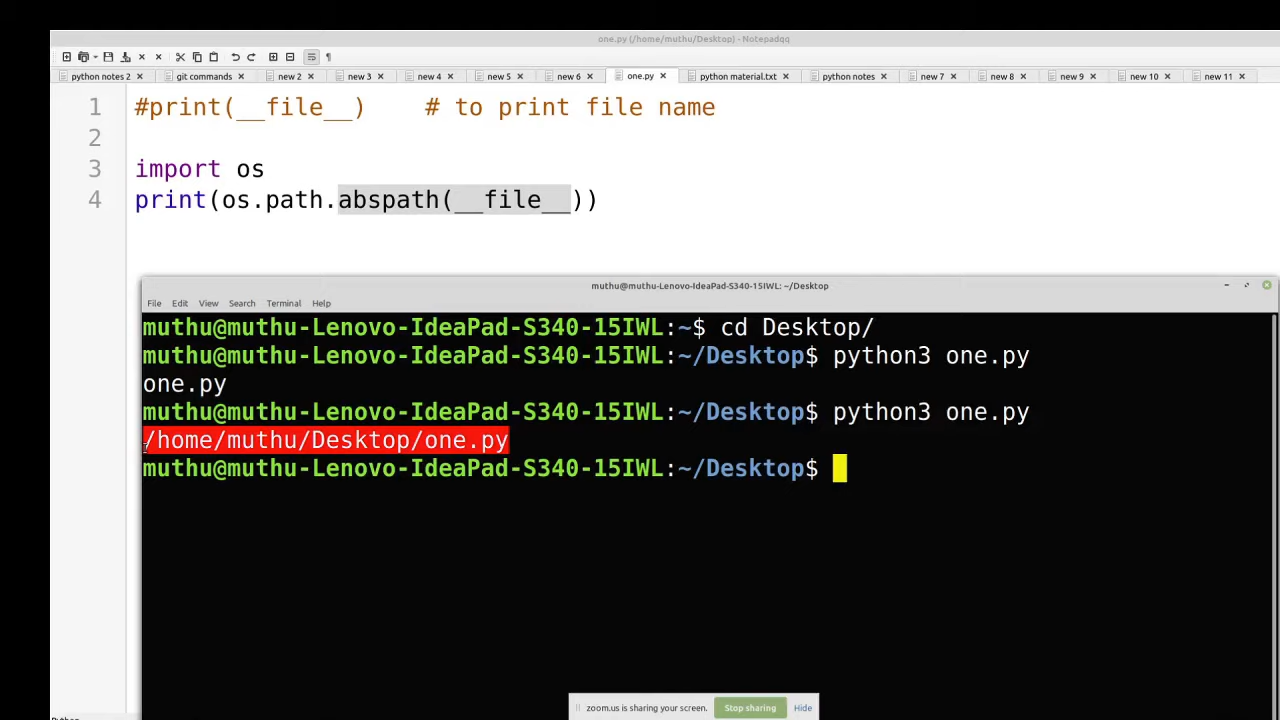 one.py (/home/muthu/Desktop) - Notepadqq
python notes 2 git commands new 2 new 3 new 4 new 5 new 6 one.py python material.txt python notes new 7 new 8 new 9 new 10 new 11
1 #print(__file__) # to print file name
2
3 import os
4 print(os.path.abspath(__file__))
muthu@muthu-Lenovo-IdeaPad-S340-15IWL: ~/Desktop
File Edit View Search Terminal Help
muthu@muthu-Lenovo-IdeaPad-S340-15IWL:~$ cd Desktop/
muthu@muthu-Lenovo-IdeaPad-S340-15IWL:~/Desktop$ python3 one.py
one.py
muthu@muthu-Lenovo-IdeaPad-S340-15IWL:~/Desktop$ python3 one.py
/home/muthu/Desktop/one.py
muthu@muthu-Lenovo-IdeaPad-S340-15IWL:~/Desktop$
zoom.us is sharing your screen. Stop sharing Hide